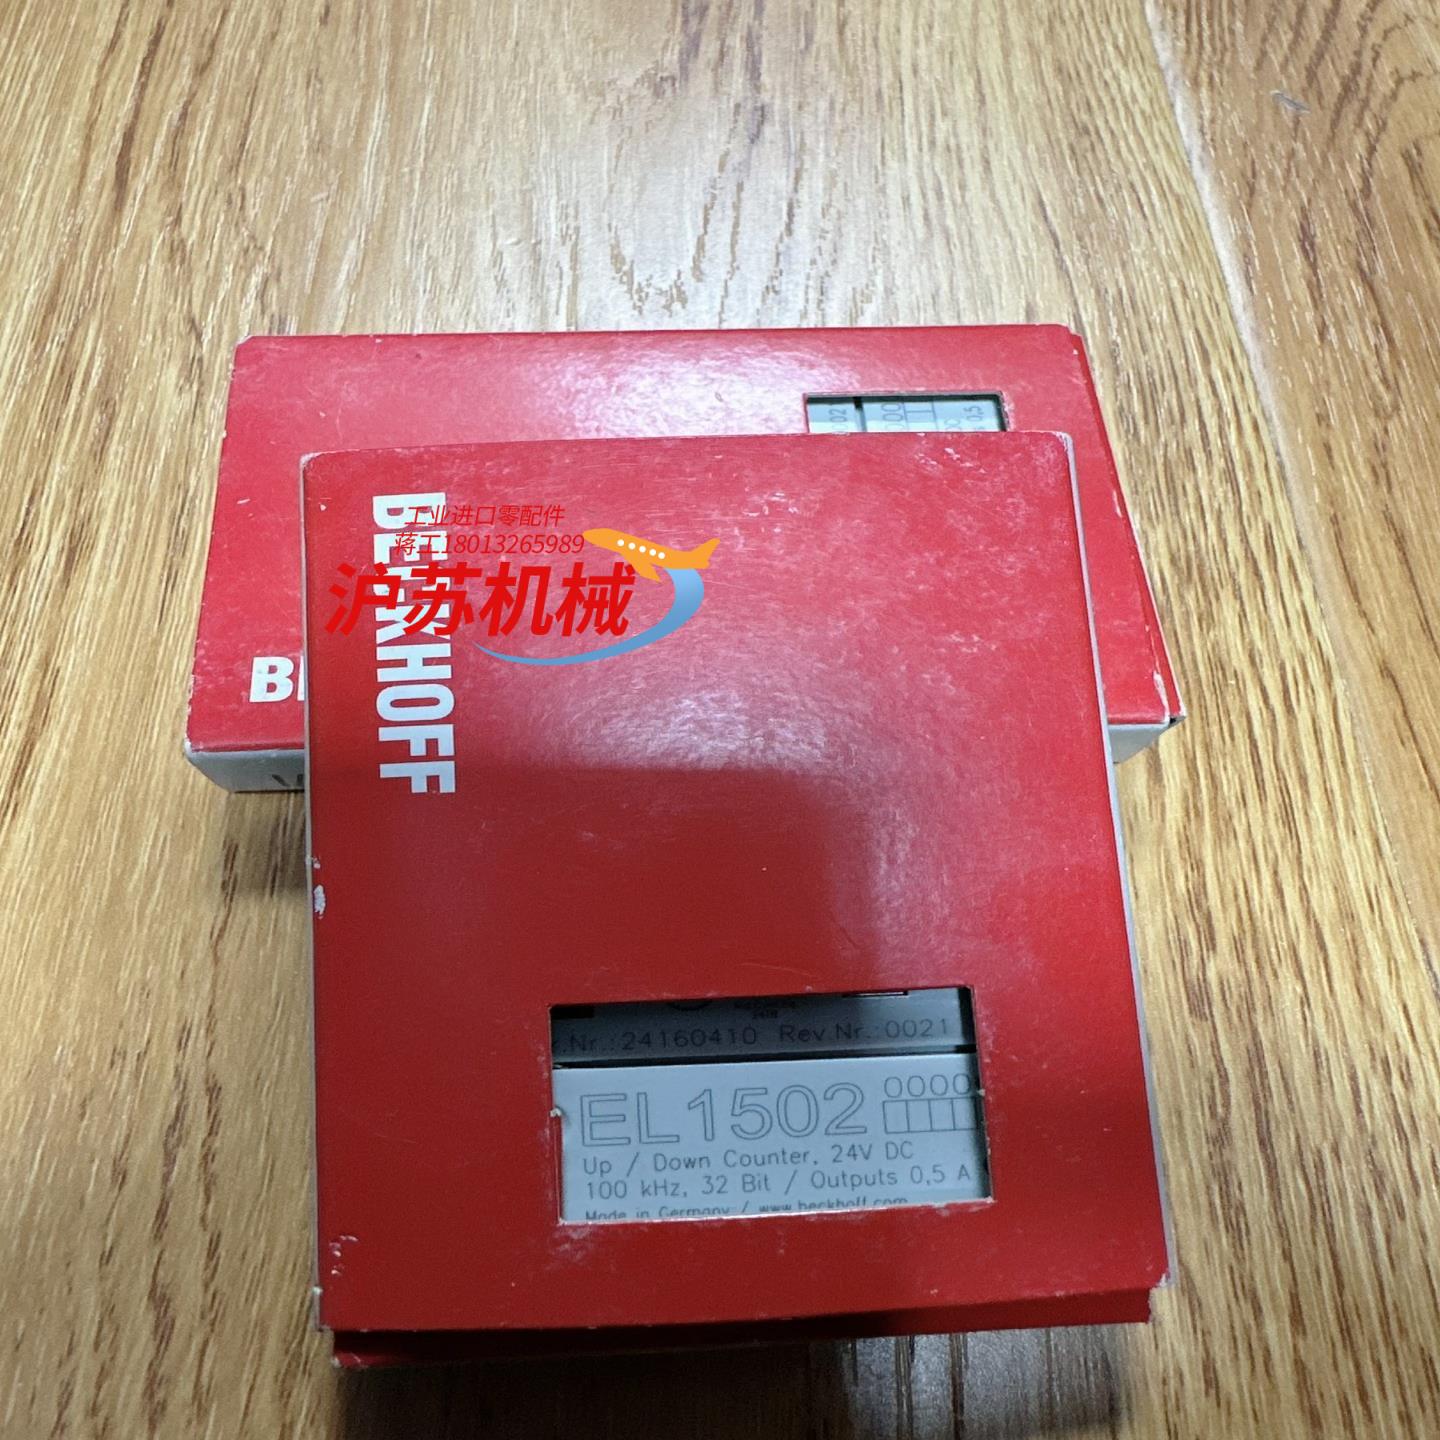 工业进口零配件
蒋工18013265989
沪苏机械
BECKHOFF
.Nr.:24160410 Rev.Nr.:0021
EL1502 0000
Up / Down Counter, 24V DC
100 kHz, 32 Bit / Outputs 0,5 A
Made in Germany / www.beckhoff.com